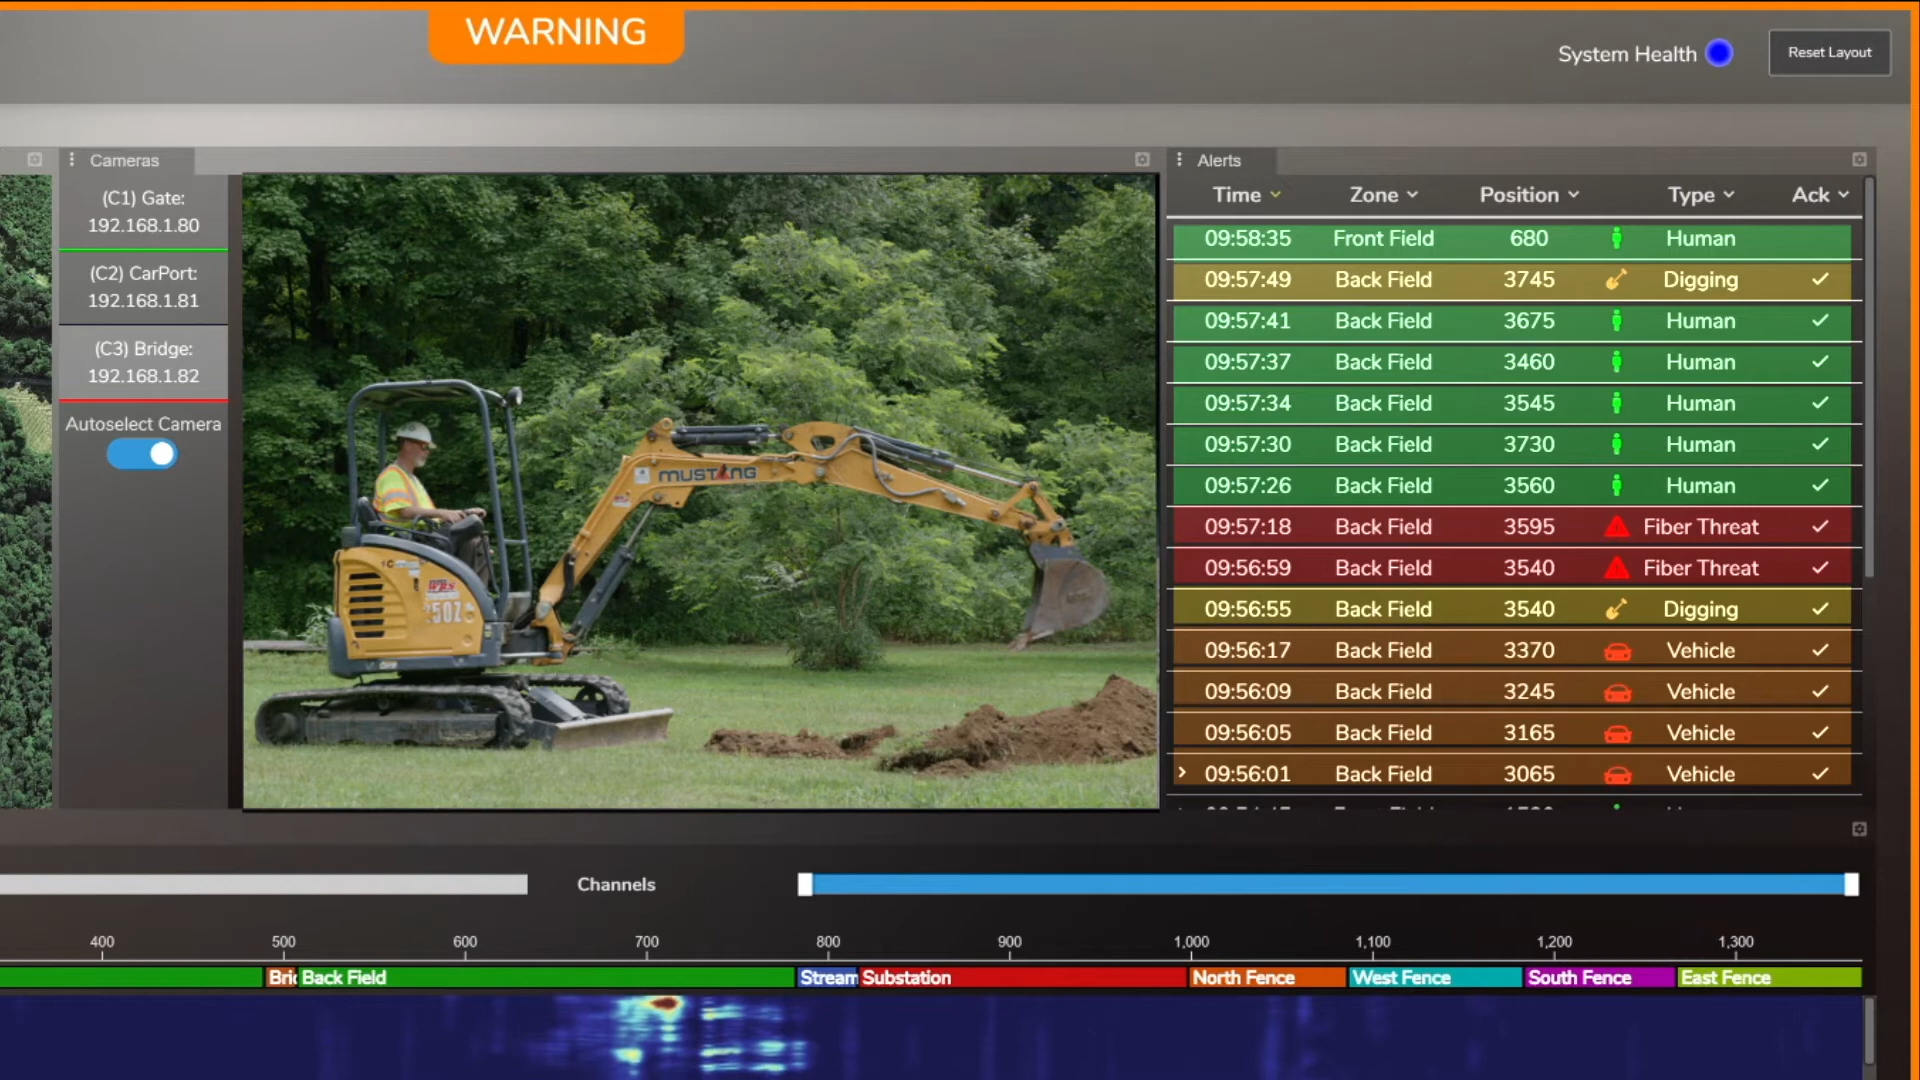 WARNING
System Health
Reset Layout
Cameras
(C1) Gate:
192.168.1.80
(C2) CarPort:
192.168.1.81
(C3) Bridge:
192.168.1.82
Autoselect Camera
MUSTANG
350Z
Alerts
Time Zone Position Type Ack
09:58:35 Front Field 680 Human
09:57:49 Back Field 3745 Digging
09:57:41 Back Field 3675 Human
09:57:37 Back Field 3460 Human
09:57:34 Back Field 3545 Human
09:57:30 Back Field 3730 Human
09:57:26 Back Field 3560 Human
09:57:18 Back Field 3595 Fiber Threat
09:56:59 Back Field 3540 Fiber Threat
09:56:55 Back Field 3540 Digging
09:56:17 Back Field 3370 Vehicle
09:56:09 Back Field 3245 Vehicle
09:56:05 Back Field 3165 Vehicle
09:56:01 Back Field 3065 Vehicle
Channels
400 500 600 700 800 900 1,000 1,100 1,200 1,300
Bric Back Field Stream Substation North Fence West Fence South Fence East Fence